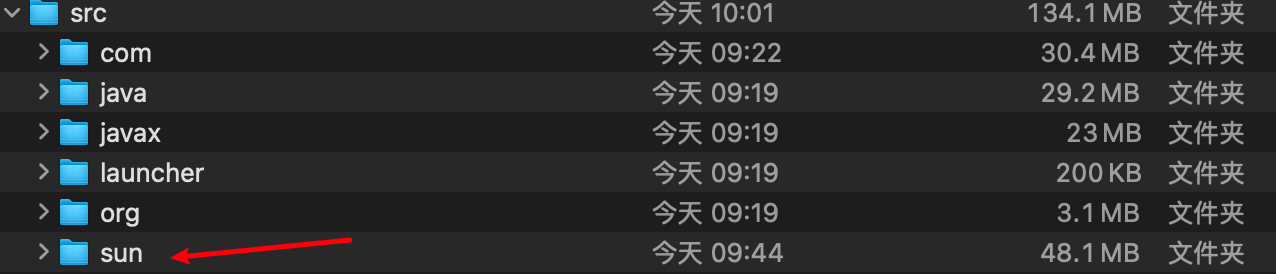 src 今天 10:01 134.1 MB 文件夹
com 今天 09:22 30.4 MB 文件夹
java 今天 09:19 29.2 MB 文件夹
javax 今天 09:19 23 MB 文件夹
launcher 今天 09:19 200 KB 文件夹
org 今天 09:19 3.1 MB 文件夹
sun 今天 09:44 48.1 MB 文件夹